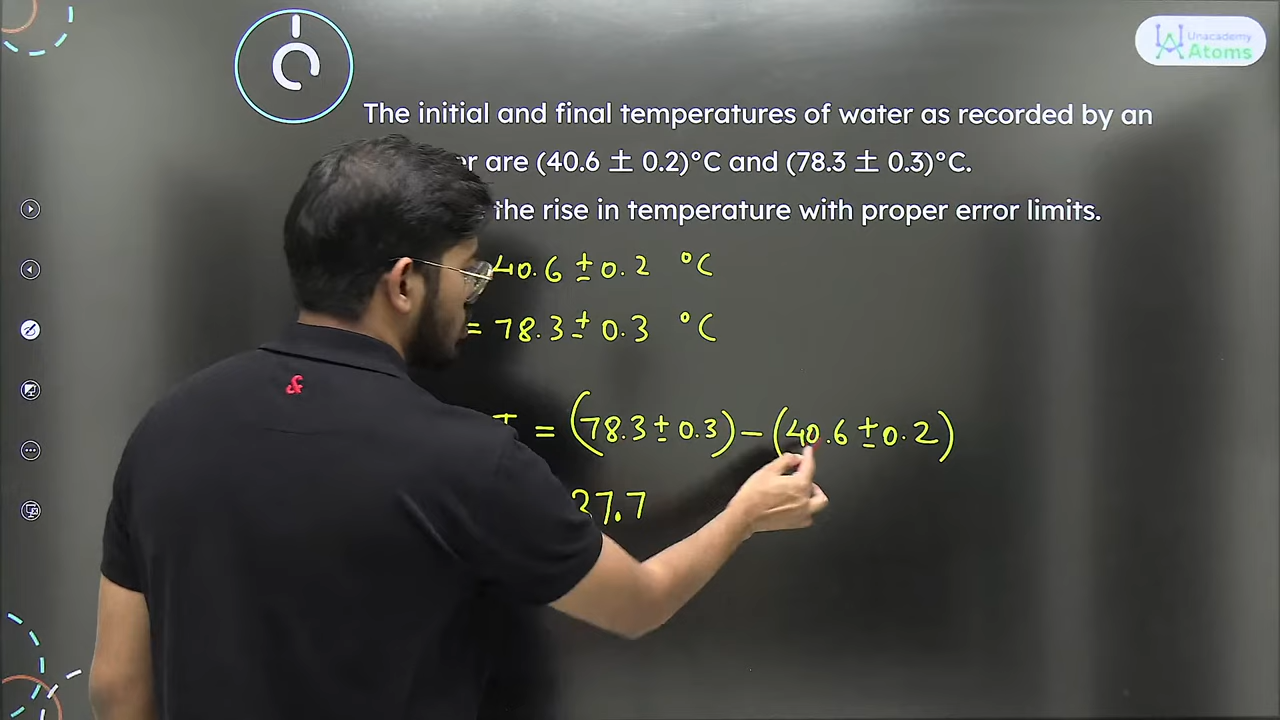 Unacademy
Atoms
The initial and final temperatures of water as recorded by an
er are (40.6 ± 0.2)°C and (78.3 ± 0.3)°C.
the rise in temperature with proper error limits.
40.6 ± 0.2 °C
= 78.3 ± 0.3 °C
= (78.3 ± 0.3) – (40.6 ± 0.2)
37.7